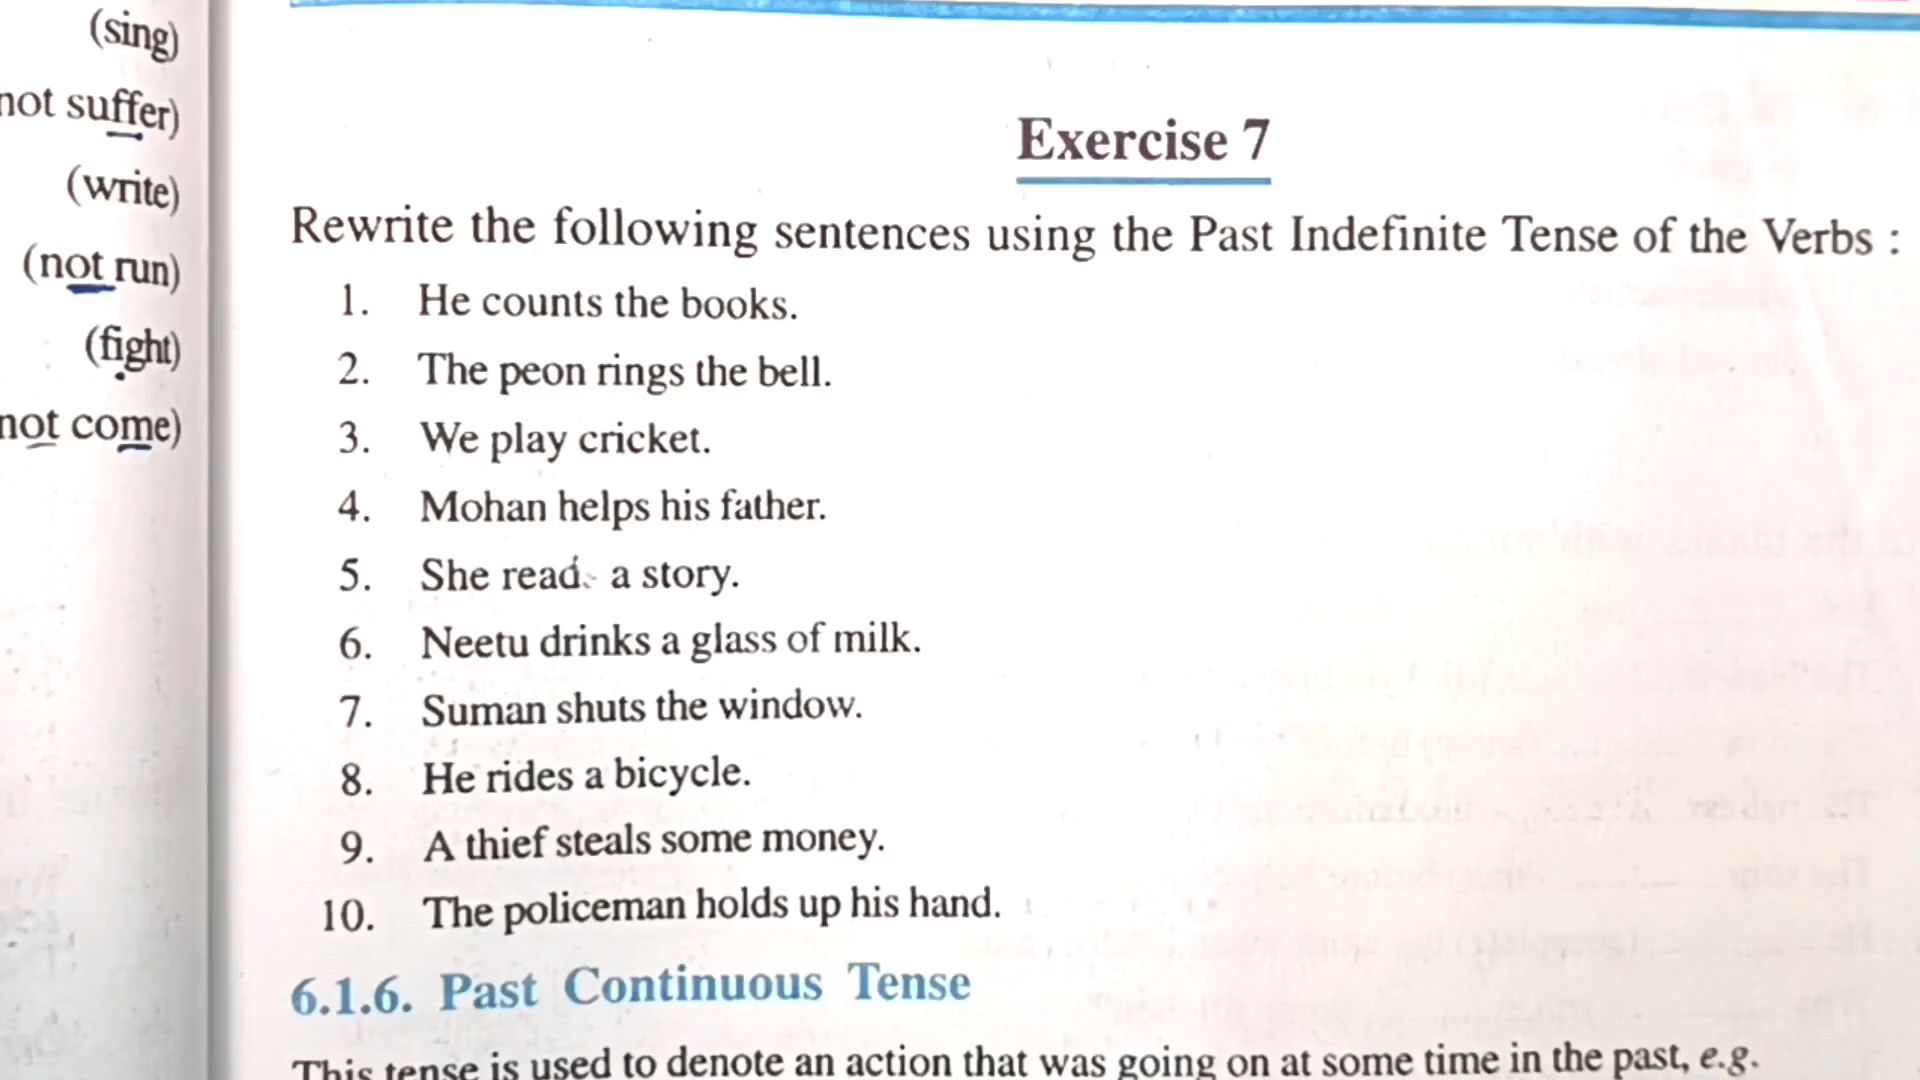 (sing)
not suffer)
(write)
(not run)
(fight)
not come)
Exercise 7
Rewrite the following sentences using the Past Indefinite Tense of the Verbs :
1. He counts the books.
2. The peon rings the bell.
3. We play cricket.
4. Mohan helps his father.
5. She read a story.
6. Neetu drinks a glass of milk.
7. Suman shuts the window.
8. He rides a bicycle.
9. A thief steals some money.
10. The policeman holds up his hand.
6.1.6. Past Continuous Tense
This tense is used to denote an action that was going on at some time in the past, e.g.